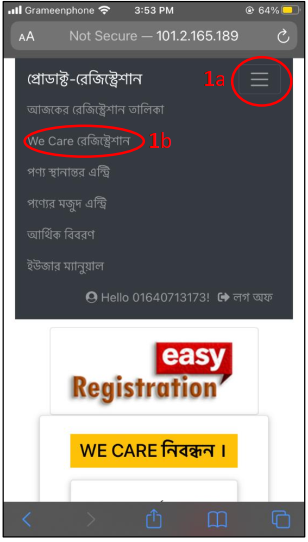 Grameenphone 3:53 PM 64%
AA Not Secure — 101.2.165.189
প্রোডাক্ট-রেজিস্ট্রেশান 1a
আজকের রেজিস্ট্রেশান তালিকা
We Care রেজিস্ট্রেশান 1b
পণ্য স্থানান্তর এন্ট্রি
পণ্যের মজুদ এন্ট্রি
আর্থিক বিবরণ
ইউজার ম্যানুয়াল
Hello 01640713173! লগ অফ
easy
Registration
WE CARE নিবন্ধন ।